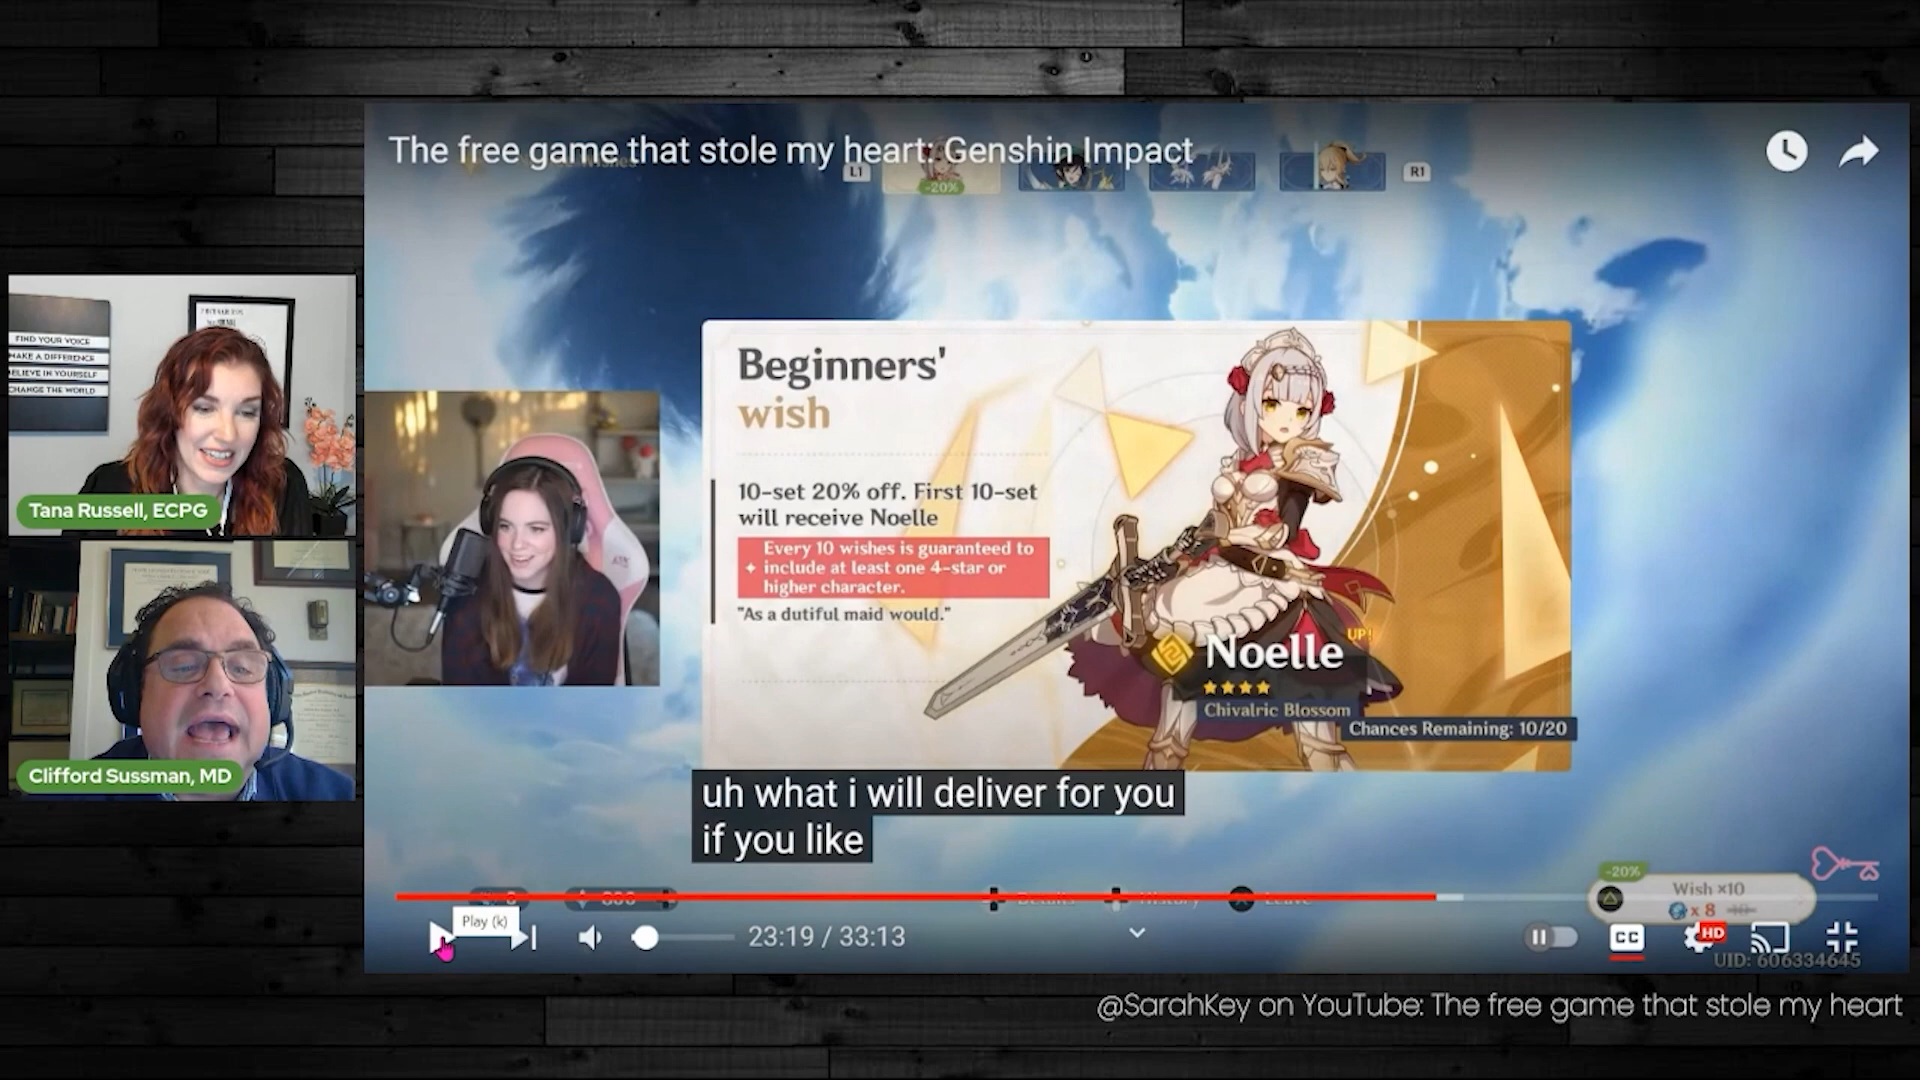 The free game that stole my heart: Genshin Impact
L1
-20%
R1
FIND YOUR VOICE
MAKE A DIFFERENCE
ELIEVE IN YOURSELF
CHANGE THE WORLD
Tana Russell, ECPG
Clifford Sussman, MD
Beginners'
wish
10-set 20% off. First 10-set
will receive Noelle
Every 10 wishes is guaranteed to
include at least one 4-star or
higher character.
"As a dutiful maid would."
UP!
Noelle
Chivalric Blossom
Chances Remaining: 10/20
uh what i will deliver for you
if you like
-20%
Wish ×10
x 8
Play (k)
23:19 / 33:13
CC
HD
UID: 606334645
@SarahKey on YouTube: The free game that stole my heart